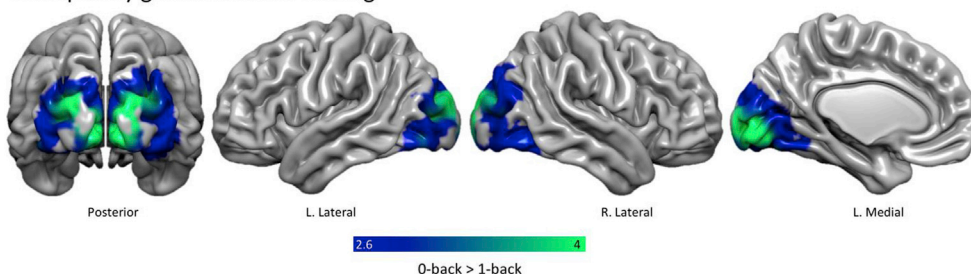 Posterior
L. Lateral
R. Lateral
L. Medial
2.6
4
0-back > 1-back